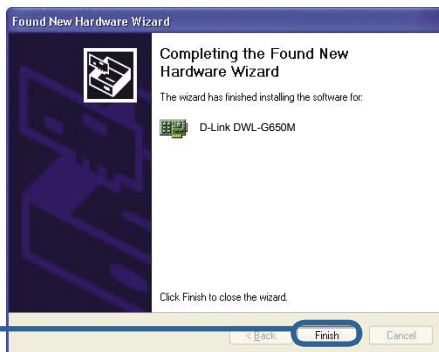 Found New Hardware Wizard
Completing the Found New
Hardware Wizard
The wizard has finished installing the software for:
D-Link DWL-G650M
Click Finish to close the wizard.
< Back
Finish
Cancel